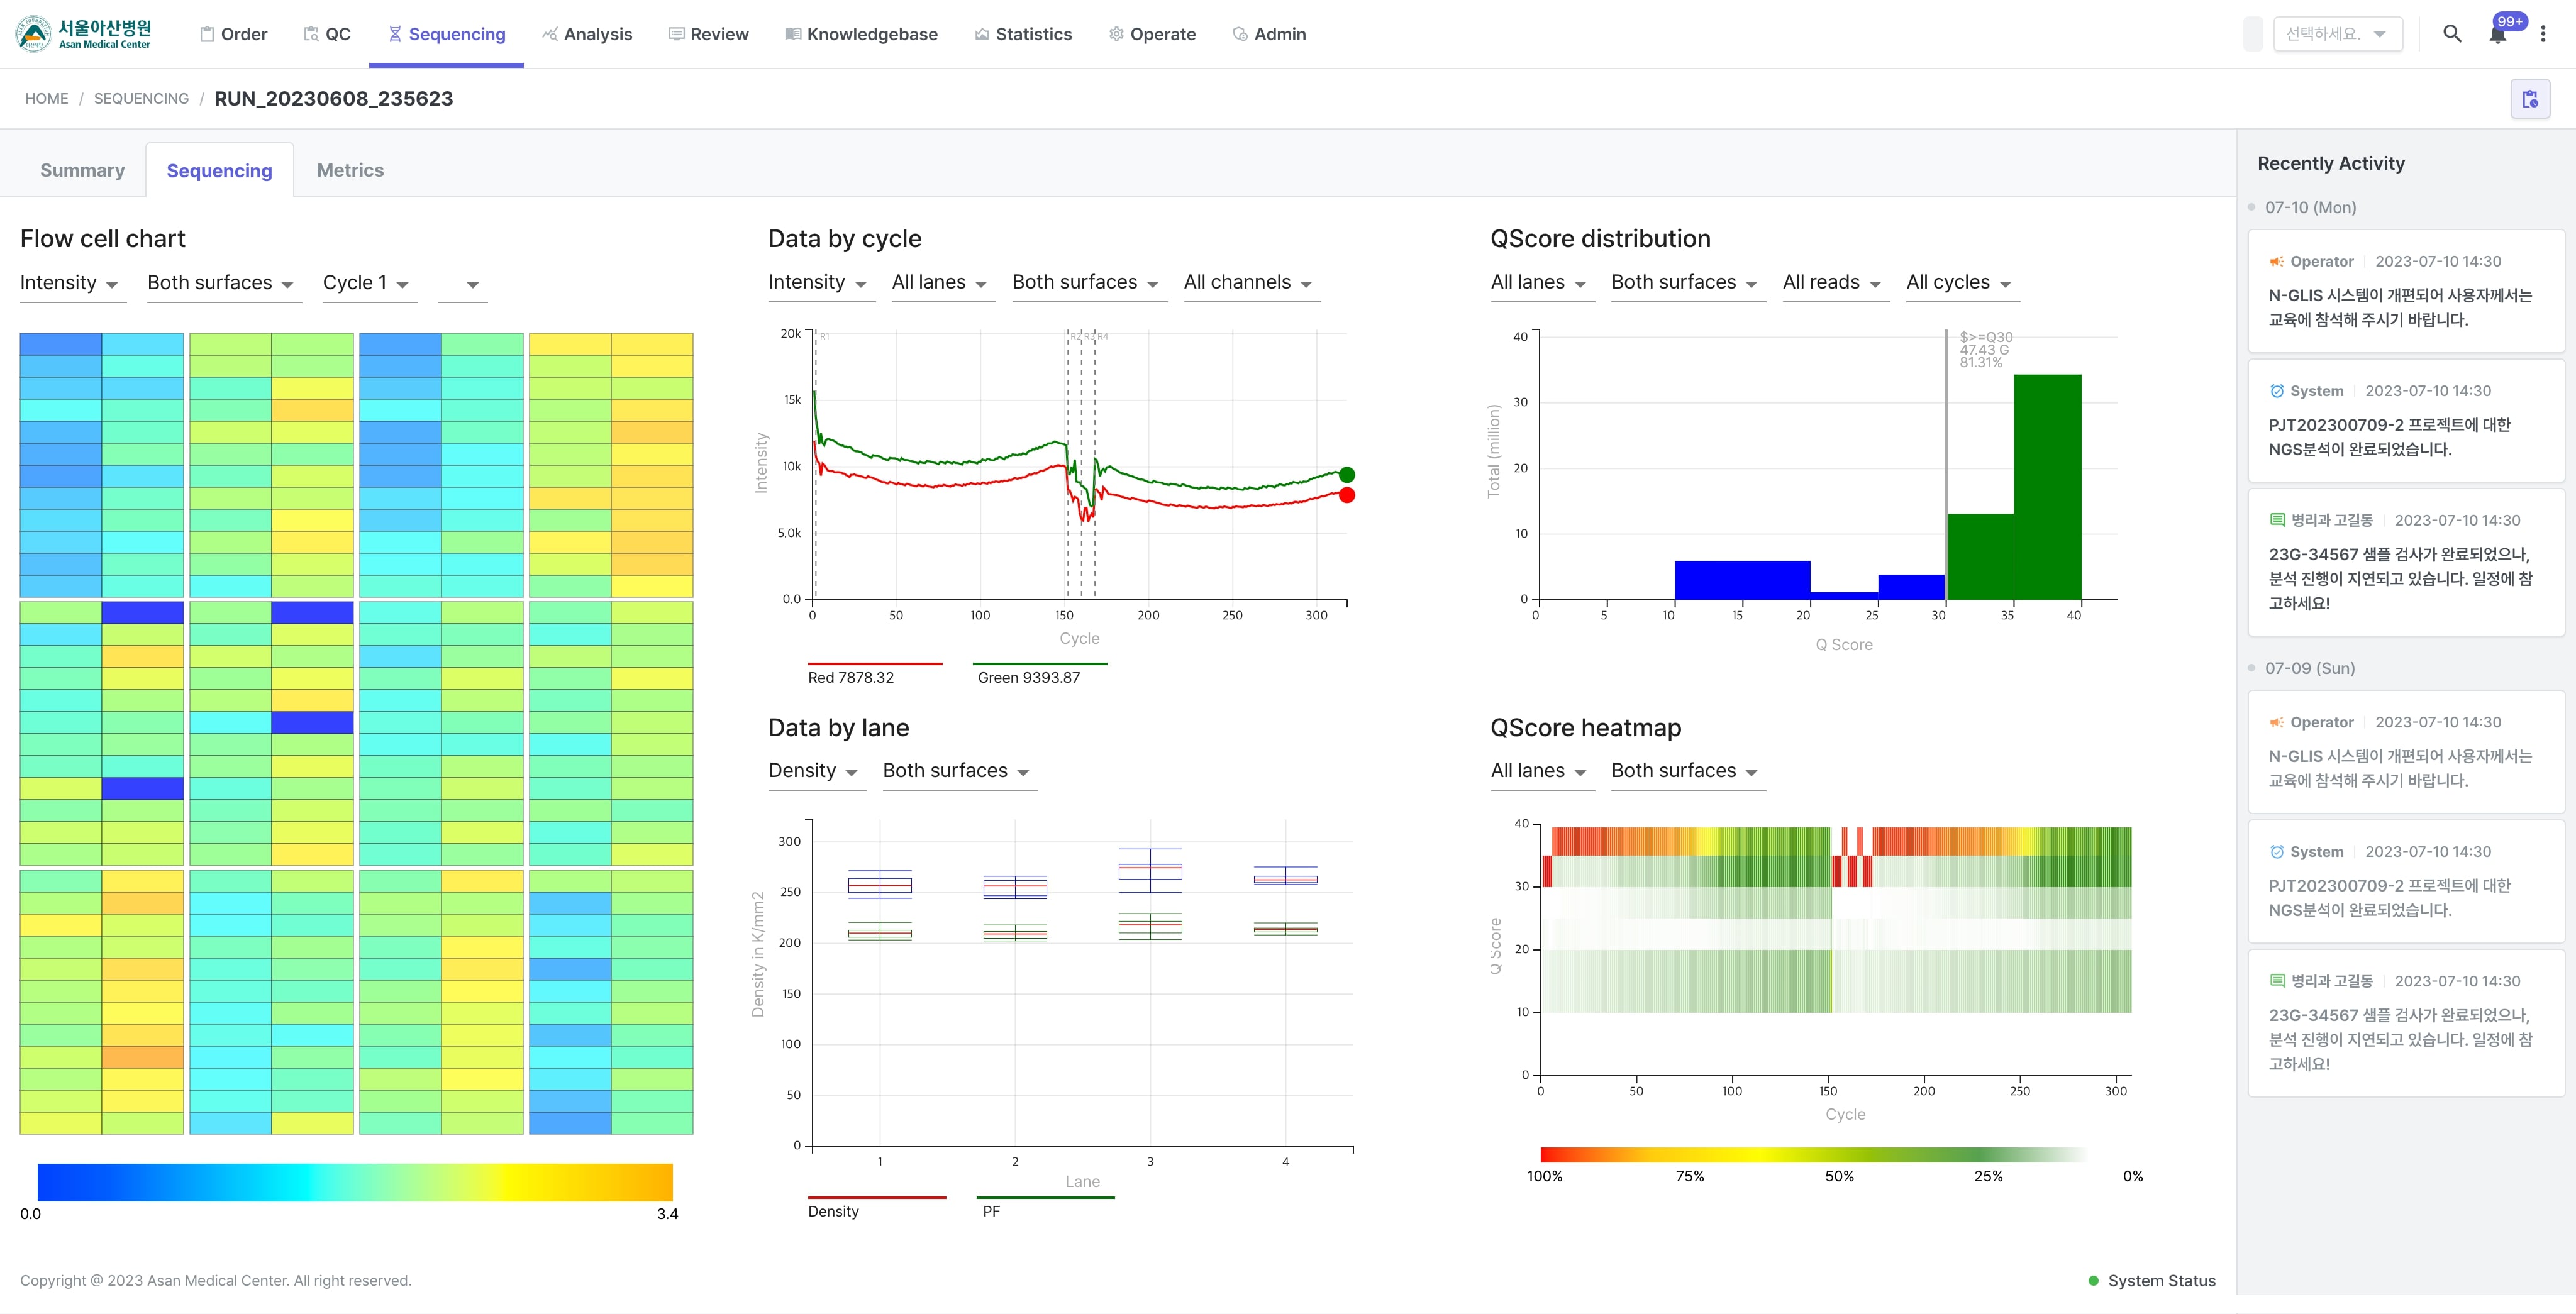 서울아산병원
Asan Medical Center
Order
QC
Sequencing
Analysis
Review
Knowledgebase
Statistics
Operate
Admin
선택하세요.
99+
HOME / SEQUENCING / RUN_20230608_235623
Summary
Sequencing
Metrics
Flow cell chart
Intensity
Both surfaces
Cycle 1
0.0
3.4
Data by cycle
Intensity
All lanes
Both surfaces
All channels
R1
R2
R3
R4
20k
15k
10k
5.0k
0.0
Intensity
0
50
100
150
200
250
300
Cycle
Red 7878.32
Green 9393.87
QScore distribution
All lanes
Both surfaces
All reads
All cycles
$>=Q30
47.43 G
81.31%
40
30
20
10
0
Total (million)
0
5
10
15
20
25
30
35
40
Q Score
Data by lane
Density
Both surfaces
300
250
200
150
100
50
0
Density in K/mm2
1
2
3
4
Lane
Density
PF
QScore heatmap
All lanes
Both surfaces
40
30
20
10
0
Q Score
0
50
100
150
200
250
300
Cycle
100%
75%
50%
25%
0%
Recently Activity
07-10 (Mon)
Operator 2023-07-10 14:30
N-GLIS 시스템이 개편되어 사용자께서는
교육에 참석해 주시기 바랍니다.
System 2023-07-10 14:30
PJT202300709-2 프로젝트에 대한
NGS분석이 완료되었습니다.
병리과 고길동 2023-07-10 14:30
23G-34567 샘플 검사가 완료되었으나,
분석 진행이 지연되고 있습니다. 일정에 참
고하세요!
07-09 (Sun)
Operator 2023-07-10 14:30
N-GLIS 시스템이 개편되어 사용자께서는
교육에 참석해 주시기 바랍니다.
System 2023-07-10 14:30
PJT202300709-2 프로젝트에 대한
NGS분석이 완료되었습니다.
병리과 고길동 2023-07-10 14:30
23G-34567 샘플 검사가 완료되었으나,
분석 진행이 지연되고 있습니다. 일정에 참
고하세요!
Copyright @ 2023 Asan Medical Center. All right reserved.
System Status